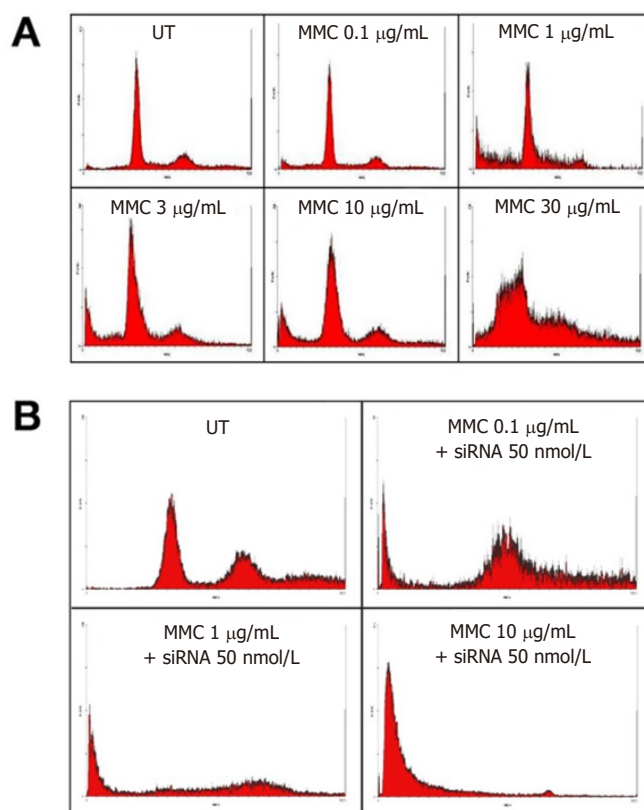 A
UT
MMC 0.1 μg/mL
MMC 1 μg/mL
MMC 3 μg/mL
MMC 10 μg/mL
MMC 30 μg/mL
B
UT
MMC 0.1 μg/mL
+ siRNA 50 nmol/L
MMC 1 μg/mL
+ siRNA 50 nmol/L
MMC 10 μg/mL
+ siRNA 50 nmol/L